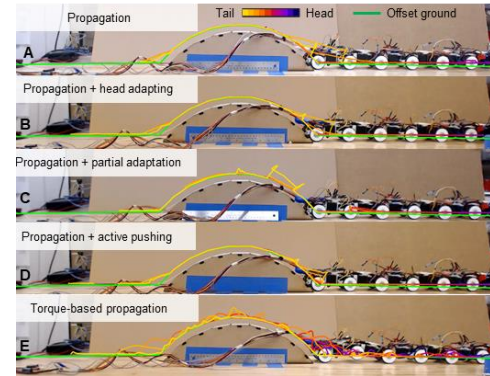 Propagation
Tail Head Offset ground
A
Propagation + head adapting
B
Propagation + partial adaptation
C
Propagation + active pushing
D
Torque-based propagation
E